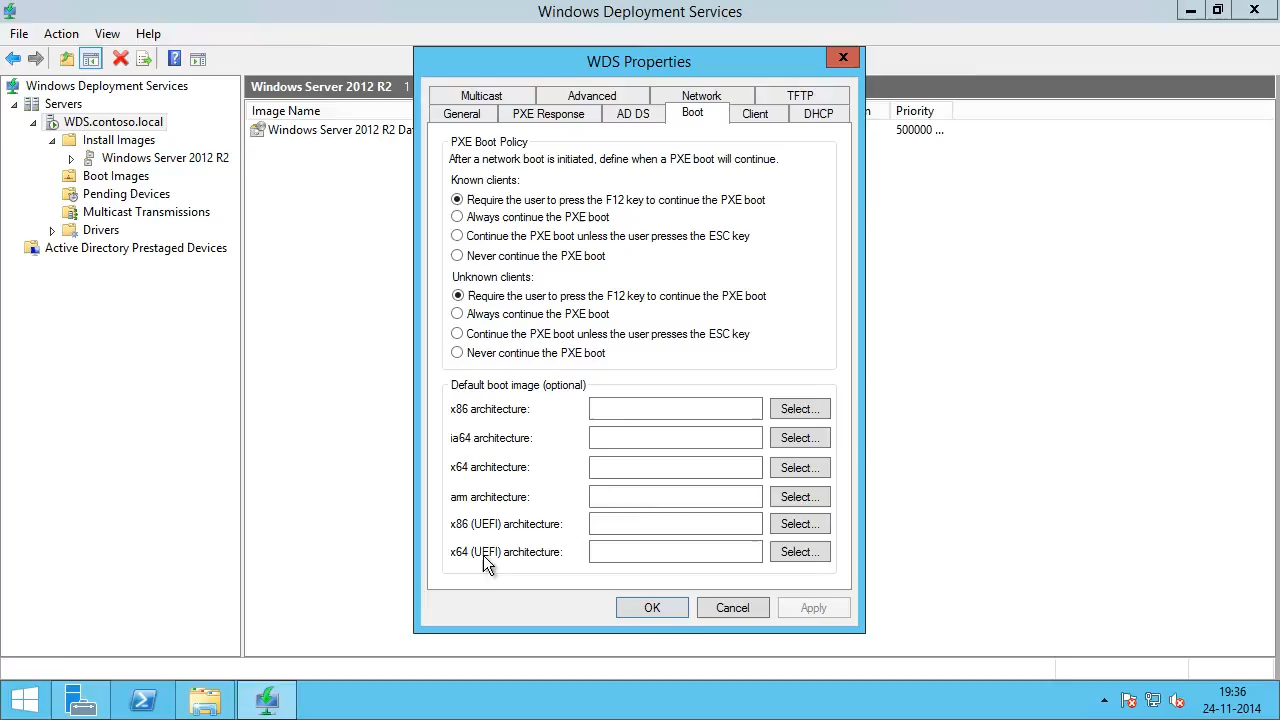 Windows Deployment Services
File Action View Help
WDS Properties
x
Windows Deployment Services
Servers
WDS.contoso.local
Install Images
Windows Server 2012 R2
Boot Images
Pending Devices
Multicast Transmissions
Drivers
Active Directory Prestaged Devices
Windows Server 2012 R2 1
Image Name
Priority
Windows Server 2012 R2 Da
500000 ...
Multicast Advanced Network TFTP
General PXE Response AD DS Boot Client DHCP
PXE Boot Policy
After a network boot is initiated, define when a PXE boot will continue.
Known clients:
Require the user to press the F12 key to continue the PXE boot
Always continue the PXE boot
Continue the PXE boot unless the user presses the ESC key
Never continue the PXE boot
Unknown clients:
Require the user to press the F12 key to continue the PXE boot
Always continue the PXE boot
Continue the PXE boot unless the user presses the ESC key
Never continue the PXE boot
Default boot image (optional)
x86 architecture: Select...
ia64 architecture: Select...
x64 architecture: Select...
arm architecture: Select...
x86 (UEFI) architecture: Select...
x64 (UEFI) architecture: Select...
OK Cancel Apply
19:36
24-11-2014